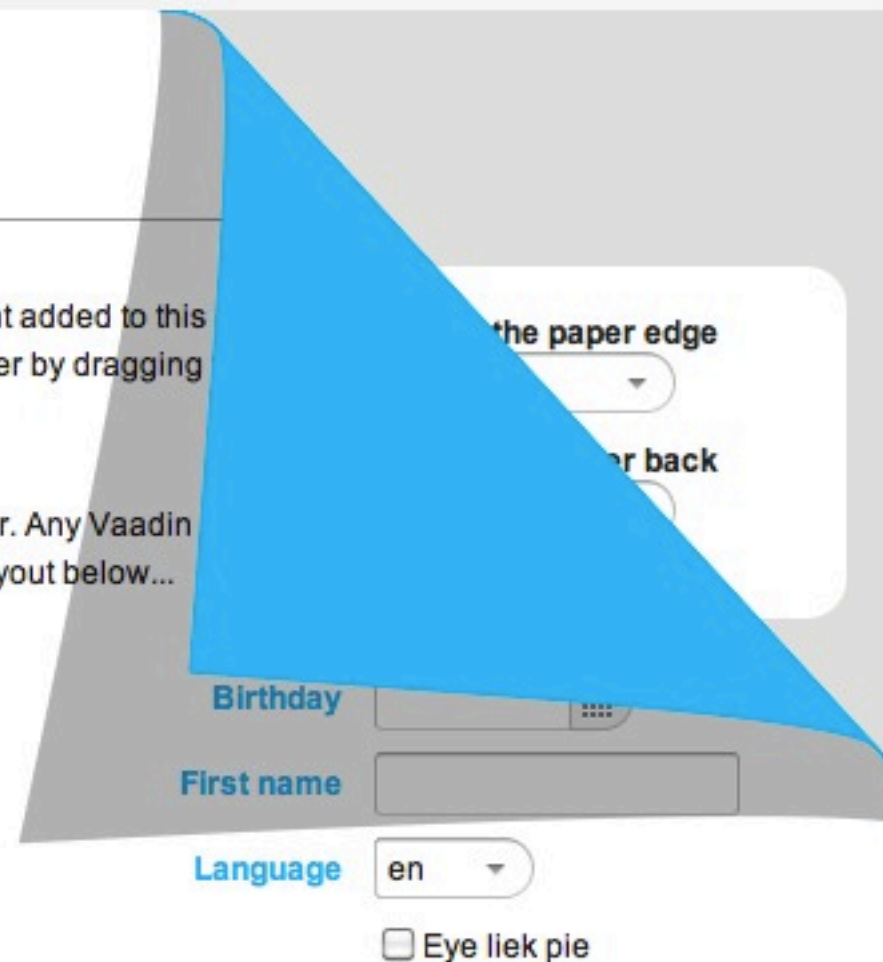 t added to this
er by dragging
the paper edge
er back
r. Any Vaadin
yout below...
Birthday
First name
Language
en
Eye liek pie